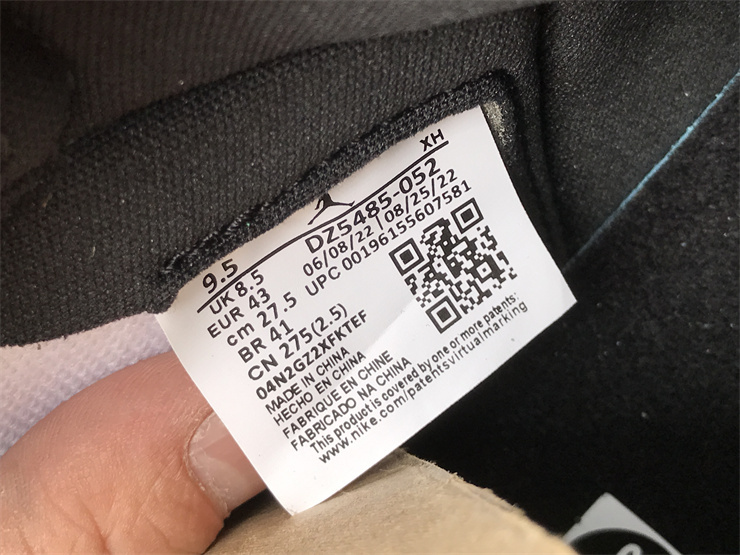 XH
9.5
DZ5485-052
UK 8.5
06/08/22 | 08/25/22
EUR 43
UPC 00196155607581
cm 27.5
BR 41
CN 275(2.5)
04N2GZ2XFKTEF
MADE IN CHINA
HECHO EN CHINA
FABRIQUE EN CHINE
FABRICADO NA CHINA
This product is covered by one or more patents:
www.nike.com/patentsvirtualmarking